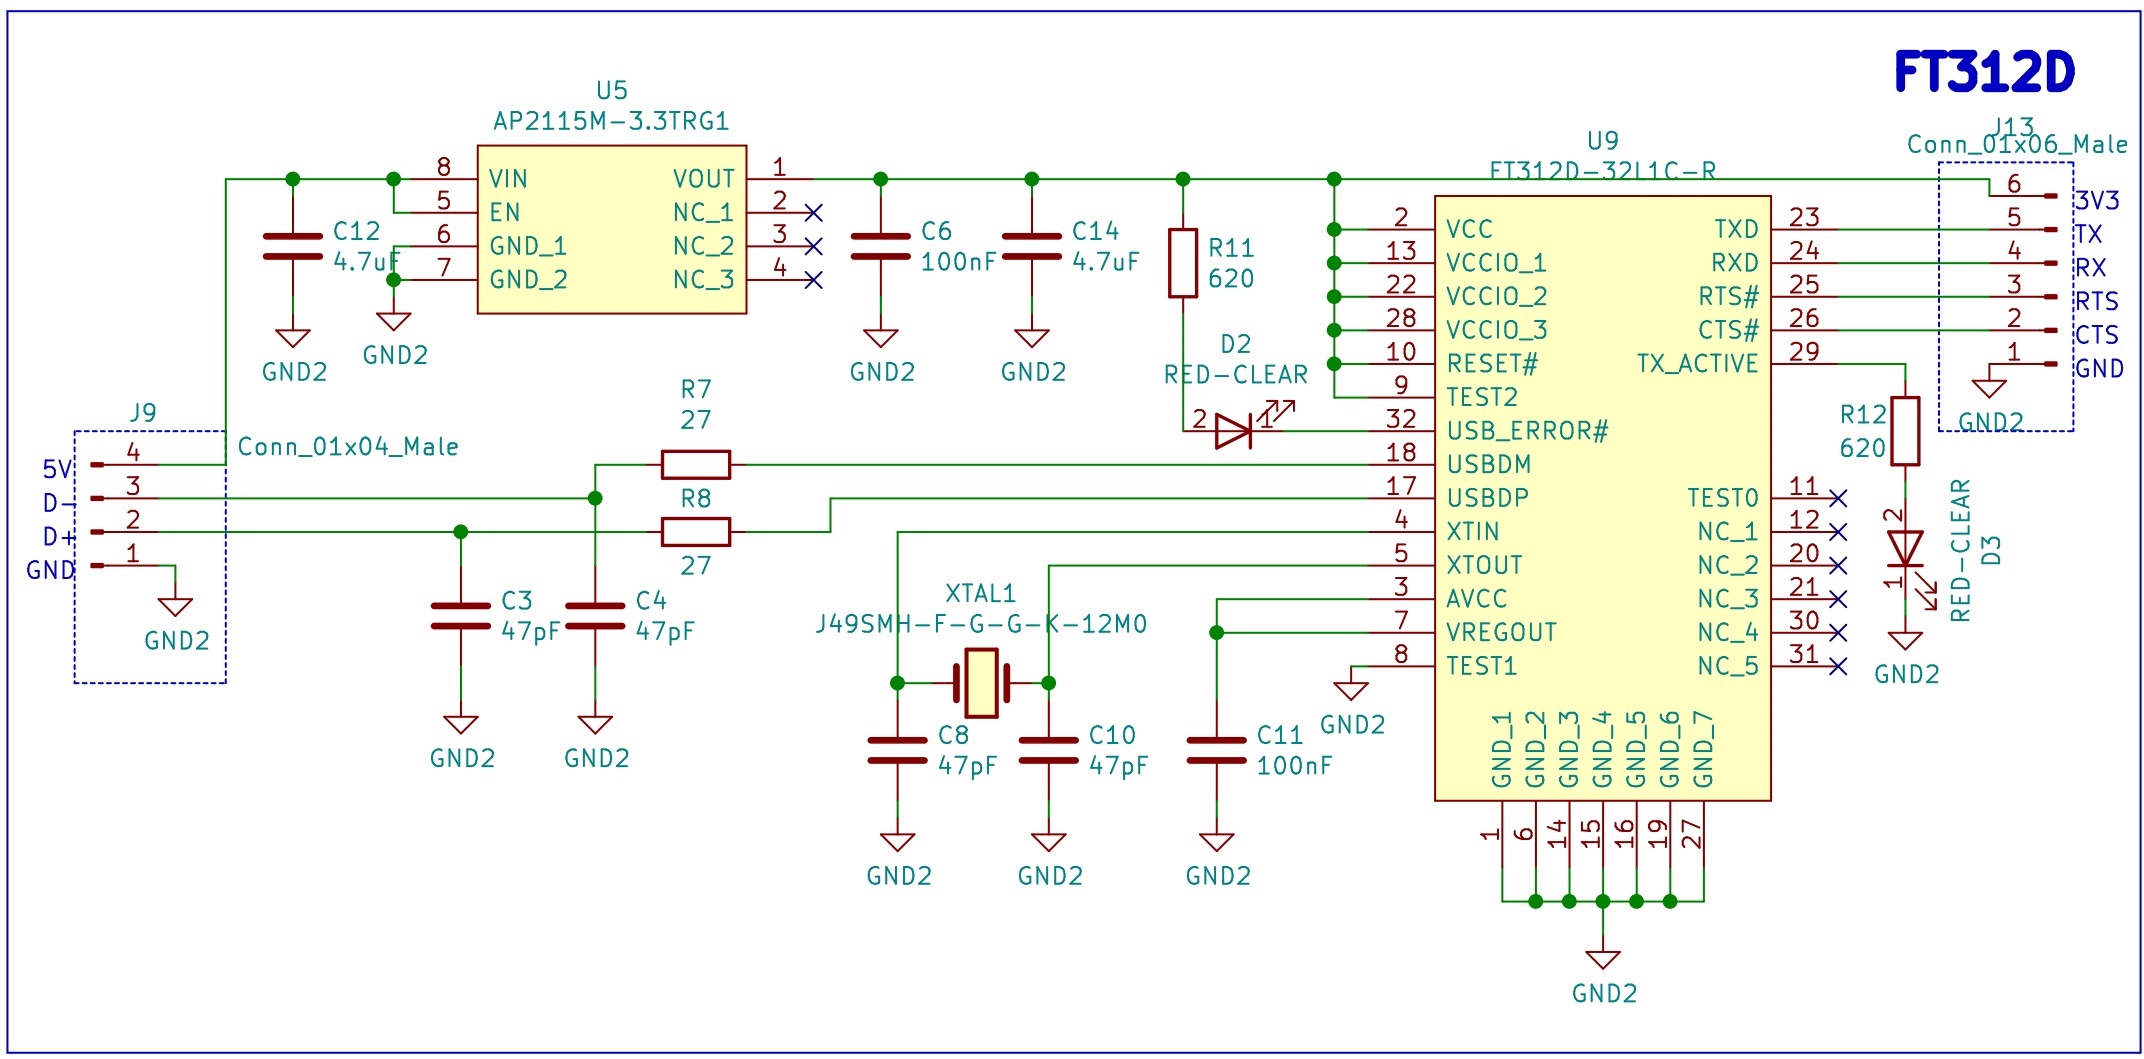 FT312D
U5
AP2115M-3.3TRG1
8
VIN
5
EN
6
GND_1
7
GND_2
VOUT
1
NC_1
2
NC_2
3
NC_3
4
C12
4.7uF
GND2
GND2
C6
100nF
GND2
C14
4.7uF
GND2
R11
620
D2
RED-CLEAR
2
1
J9
Conn_01x04_Male
5V
4
D-
3
D+
2
GND
1
GND2
R7
27
R8
27
C3
47pF
GND2
C4
47pF
GND2
XTAL1
J49SMH-F-G-G-K-12M0
C8
47pF
GND2
C10
47pF
GND2
C11
100nF
GND2
GND2
U9
FT312D-32L1C-R
2
VCC
13
VCCIO_1
22
VCCIO_2
28
VCCIO_3
10
RESET#
9
TEST2
32
USB_ERROR#
18
USBDM
17
USBDP
4
XTIN
5
XTOUT
3
AVCC
7
VREGOUT
8
TEST1
TXD
23
RXD
24
RTS#
25
CTS#
26
TX_ACTIVE
29
TEST0
11
NC_1
12
NC_2
20
NC_3
21
NC_4
30
NC_5
31
GND_1
GND_2
GND_3
GND_4
GND_5
GND_6
GND_7
1
6
14
15
16
19
27
GND2
J13
Conn_01x06_Male
6
3V3
5
TX
4
RX
3
RTS
2
CTS
1
GND
GND2
R12
620
2
1
RED-CLEAR
D3
GND2